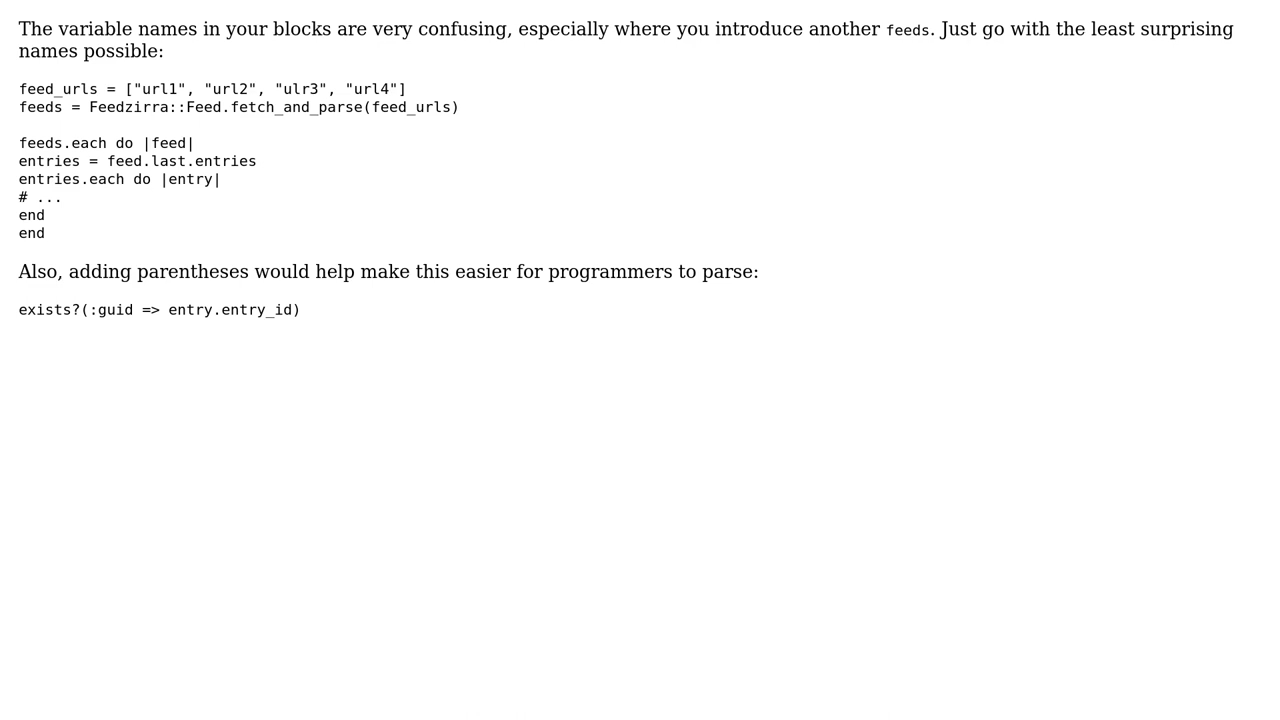 The variable names in your blocks are very confusing, especially where you introduce another feeds. Just go with the least surprising
names possible:
feed_urls = ["url1", "url2", "ulr3", "url4"]
feeds = Feedzirra::Feed.fetch_and_parse(feed_urls)
feeds.each do |feed|
entries = feed.last.entries
entries.each do |entry|
# ...
end
end
Also, adding parentheses would help make this easier for programmers to parse:
exists?(:guid => entry.entry_id)